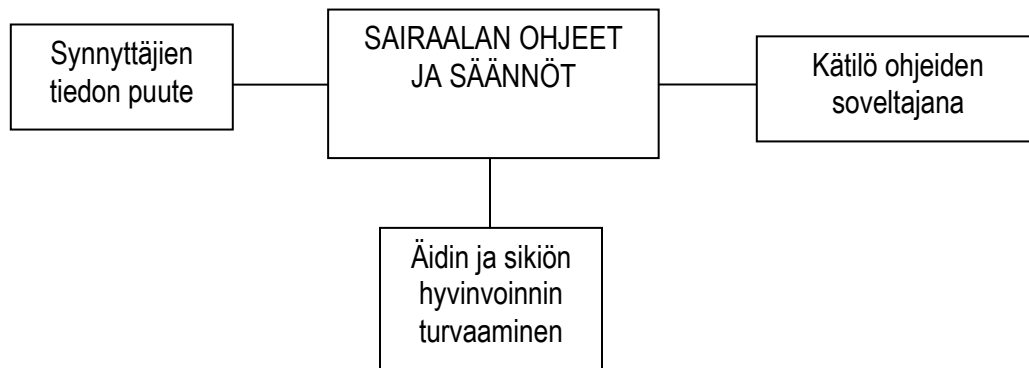 Synnyttäjien
tiedon puute
SAIRAALAN OHJEET
JA SÄÄNNÖT
Kätilö ohjeiden
soveltajana
Äidin ja sikiön
hyvinvoinnin
turvaaminen